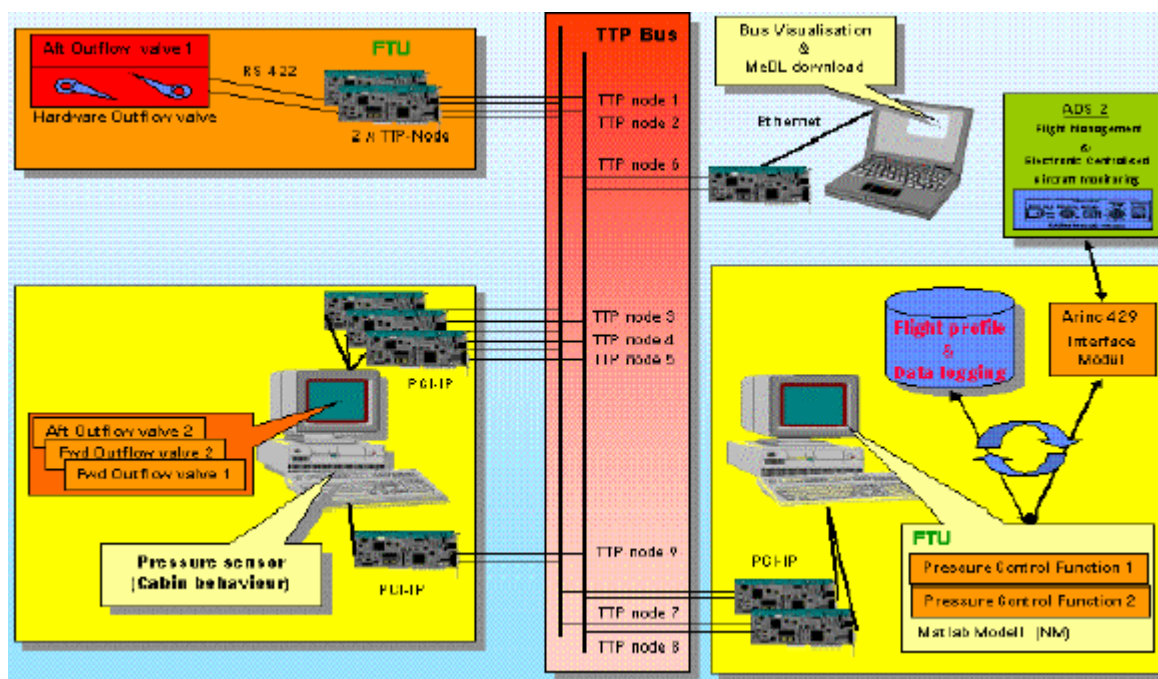 Aft Outflow valve 1
FTU
RS 422
Hardware Outflow valve
2 x TTP-Node
TTP Bus
TTP node 1
TTP node 2
TTP node 6
TTP node 3
TTP node 4
TTP node 5
TTP node 9
TTP node 7
TTP node 8
Bus Visualisation
&
MeDL download
Ethernet
ADS 2
Flight Management
&
Electronic Centralised
Aircraft Monitoring
PCI-IP
Aft Outflow valve 2
Fwd Outflow valve 2
Fwd Outflow valve 1
Pressure sensor
(Cabin behaviour)
PCI-IP
Flight profile
&
Data logging
Arinc 429
Interface
Modul
PCI-IP
FTU
Pressure Control Function 1
Pressure Control Function 2
Matlab Modell (NM)